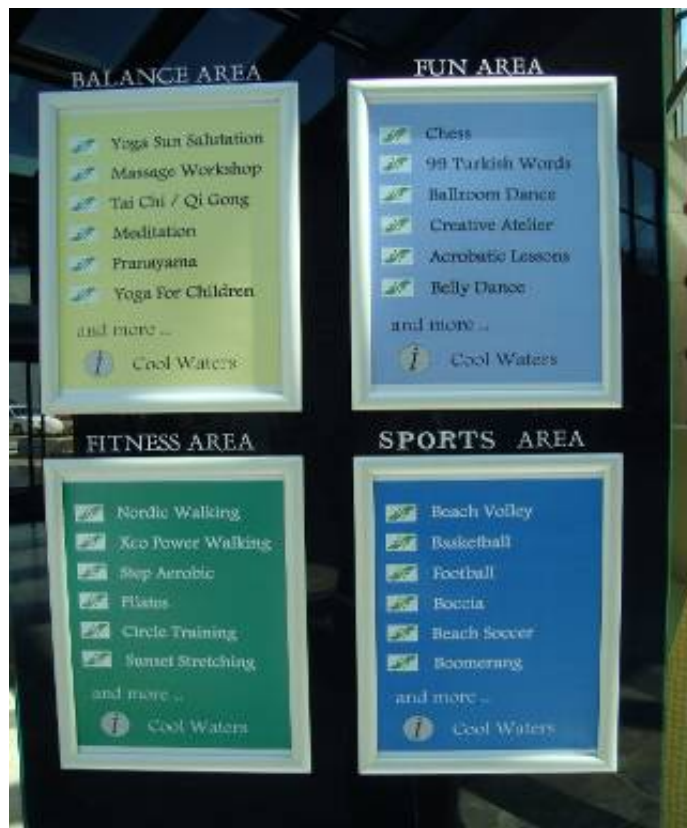 BALANCE AREA
Yoga Sun Salutation
Massage Workshop
Tai Chi / Qi Gong
Meditation
Pranayama
Yoga For Children
and more ...
i Cool Waters
FUN AREA
Chess
99 Turkish Words
Ballroom Dance
Creative Atelier
Acrobatic Lessons
Belly Dance
and more ...
i Cool Waters
FITNESS AREA
Nordic Walking
Xco Power Walking
Step Aerobic
Pilates
Circle Training
Sunset Stretching
and more ...
i Cool Waters
SPORTS AREA
Beach Volley
Basketball
Football
Boccia
Beach Soccer
Boomerang
and more ...
i Cool Waters